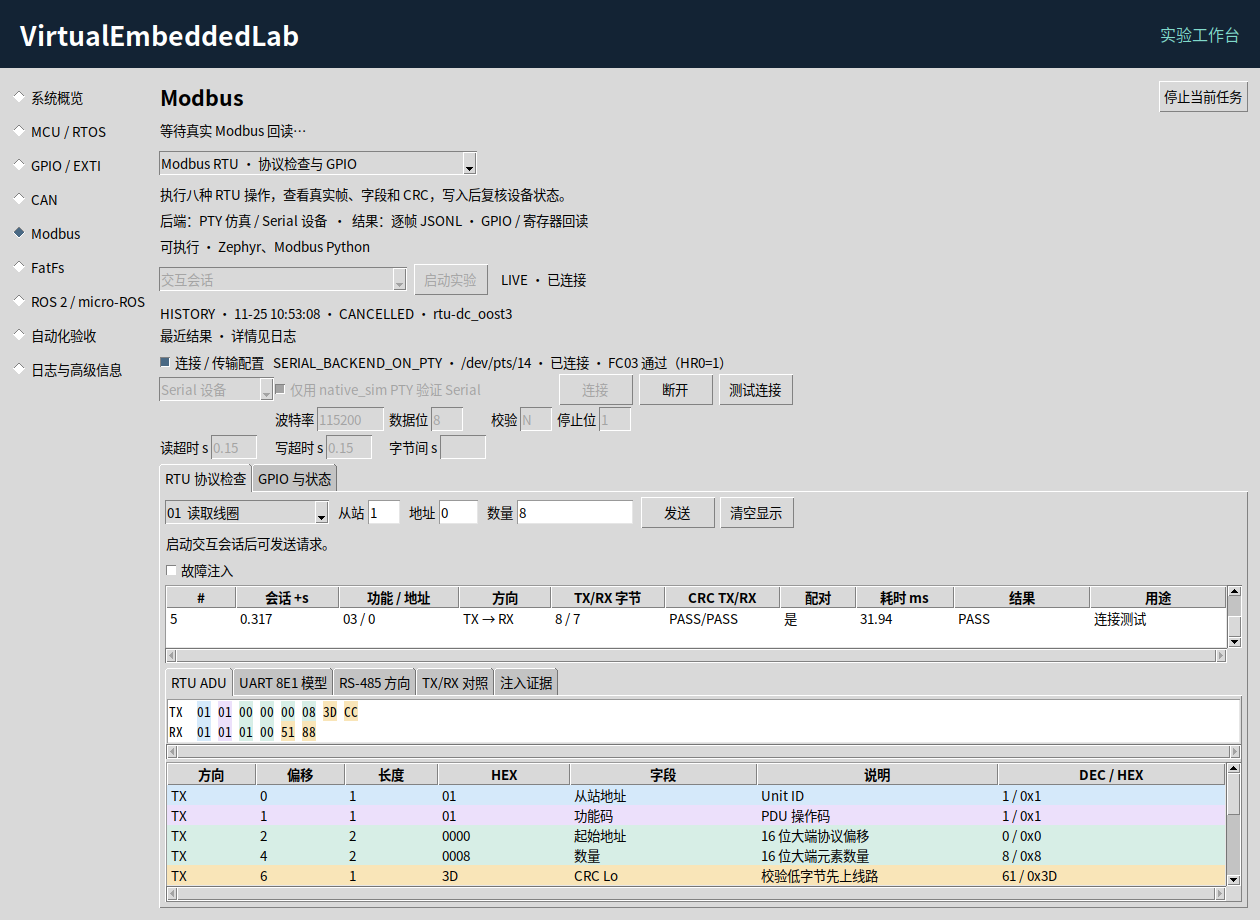 VirtualEmbeddedLab
实验工作台
系统概览
MCU / RTOS
GPIO / EXTI
CAN
Modbus
FatFs
ROS 2 / micro-ROS
自动化验收
日志与高级信息
Modbus
停止当前任务
等待真实 Modbus 回读…
Modbus RTU · 协议检查与 GPIO
执行八种 RTU 操作，查看真实帧、字段和 CRC，写入后复核设备状态。
后端：PTY 仿真 / Serial 设备 · 结果：逐帧 JSONL · GPIO / 寄存器回读
可执行 · Zephyr、Modbus Python
交互会话 启动实验 LIVE · 已连接
HISTORY · 11-25 10:53:08 · CANCELLED · rtu-dc_oost3
最近结果 · 详情见日志
连接 / 传输配置 SERIAL_BACKEND_ON_PTY · /dev/pts/14 · 已连接 · FC03 通过（HR0=1）
Serial 设备 仅用 native_sim PTY 验证 Serial 连接 断开 测试连接
波特率 115200 数据位 8 校验 N 停止位 1
读超时 s 0.15 写超时 s 0.15 字节间 s
RTU 协议检查 GPIO 与状态
01 读取线圈 从站 1 地址 0 数量 8 发送 清空显示
启动交互会话后可发送请求。
故障注入
# 会话 +s 功能 / 地址 方向 TX/RX 字节 CRC TX/RX 配对 耗时 ms 结果 用途
5 0.317 03 / 0 TX → RX 8 / 7 PASS/PASS 是 31.94 PASS 连接测试
RTU ADU UART 8E1 模型 RS-485 方向 TX/RX 对照 注入证据
TX 01 01 00 00 00 08 3D CC
RX 01 01 01 00 51 88
方向 偏移 长度 HEX 字段 说明 DEC / HEX
TX 0 1 01 从站地址 Unit ID 1 / 0x1
TX 1 1 01 功能码 PDU 操作码 1 / 0x1
TX 2 2 0000 起始地址 16 位大端协议偏移 0 / 0x0
TX 4 2 0008 数量 16 位大端元素数量 8 / 0x8
TX 6 1 3D CRC Lo 校验低字节先上线路 61 / 0x3D